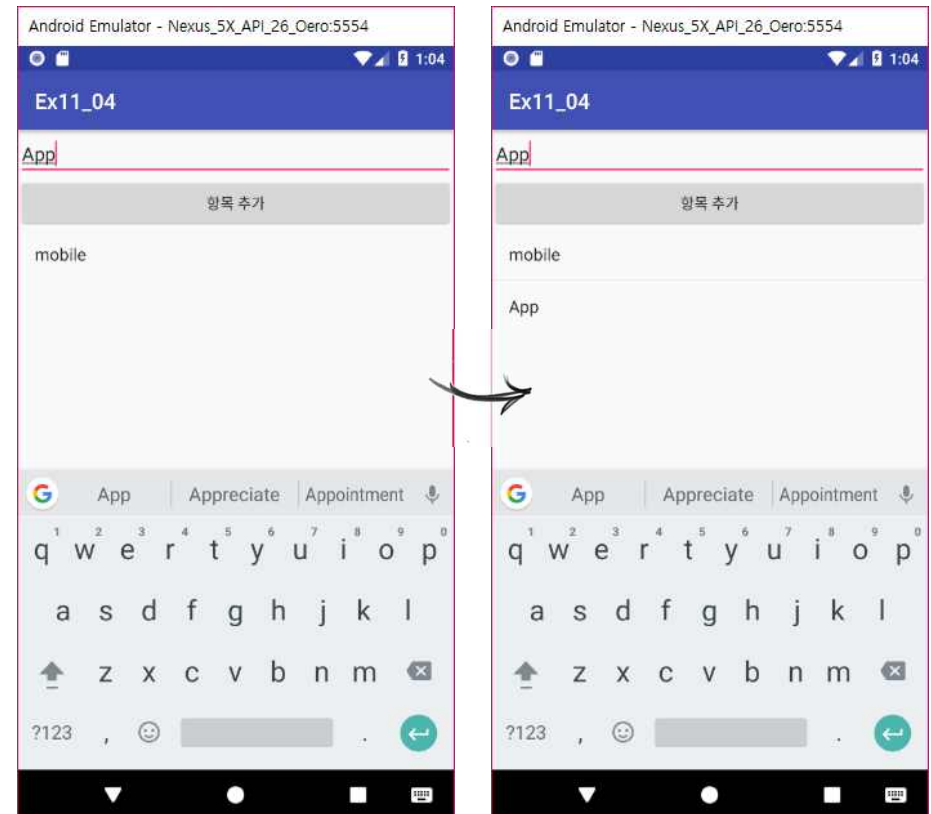 Android Emulator - Nexus_5X_API_26_Oero:5554
1:04
Ex11_04
App
항목 추가
mobile
G App Appreciate Appointment
1 2 3 4 5 6 7 8 9 0
q w e r t y u i o p
a s d f g h j k l
z x c v b n m
?123 , .
Android Emulator - Nexus_5X_API_26_Oero:5554
1:04
Ex11_04
App
항목 추가
mobile
App
G App Appreciate Appointment
1 2 3 4 5 6 7 8 9 0
q w e r t y u i o p
a s d f g h j k l
z x c v b n m
?123 , .